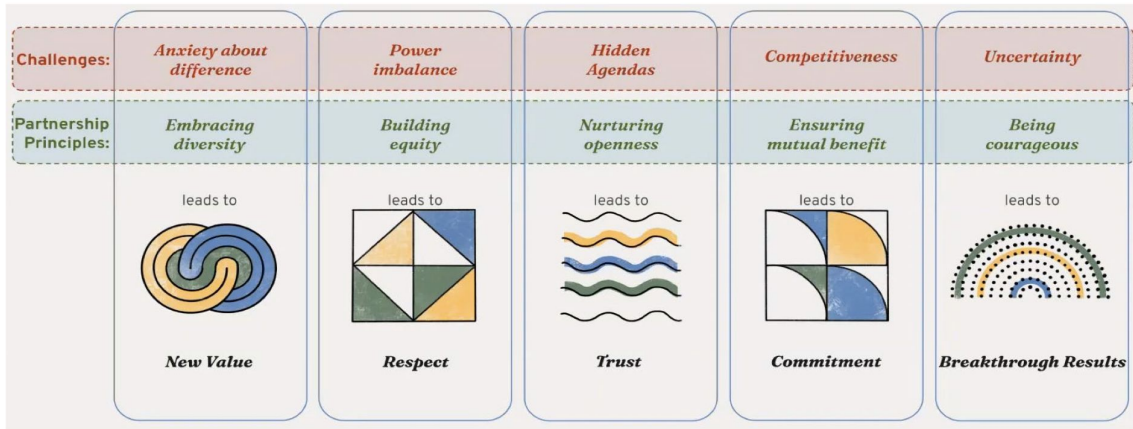 Challenges:
Anxiety about
difference
Power
imbalance
Hidden
Agendas
Competitiveness
Uncertainty
Partnership
Principles:
Embracing
diversity
Building
equity
Nurturing
openness
Ensuring
mutual benefit
Being
courageous
leads to
leads to
leads to
leads to
leads to
New Value
Respect
Trust
Commitment
Breakthrough Results